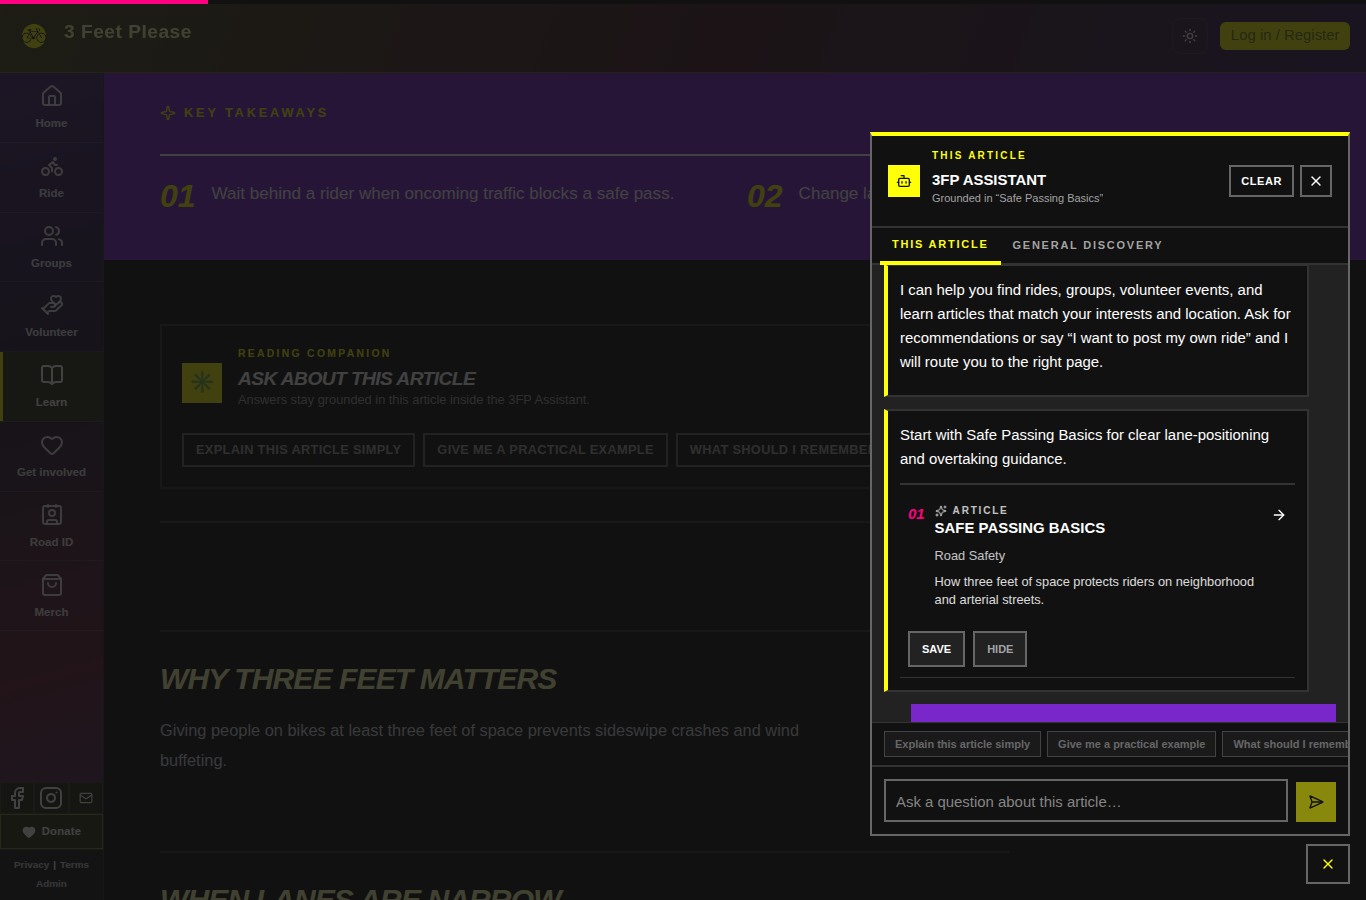 3 Feet Please
Log in / Register
Home
Ride
Groups
Volunteer
Learn
Get involved
Road ID
Merch
Donate
Privacy | Terms
Admin
KEY TAKEAWAYS
01 Wait behind a rider when oncoming traffic blocks a safe pass.
02 Change la
READING COMPANION
ASK ABOUT THIS ARTICLE
Answers stay grounded in this article inside the 3FP Assistant.
EXPLAIN THIS ARTICLE SIMPLY
GIVE ME A PRACTICAL EXAMPLE
WHAT SHOULD I REMEMBER
WHY THREE FEET MATTERS
Giving people on bikes at least three feet of space prevents sideswipe crashes and wind
buffeting.
WHEN LANES ARE NARROW
THIS ARTICLE
3FP ASSISTANT
Grounded in “Safe Passing Basics”
CLEAR
THIS ARTICLE
GENERAL DISCOVERY
I can help you find rides, groups, volunteer events, and
learn articles that match your interests and location. Ask for
recommendations or say “I want to post my own ride” and I
will route you to the right page.
Start with Safe Passing Basics for clear lane-positioning
and overtaking guidance.
01 ARTICLE
SAFE PASSING BASICS
Road Safety
How three feet of space protects riders on neighborhood
and arterial streets.
SAVE
HIDE
Explain this article simply
Give me a practical example
What should I rememb
Ask a question about this article…